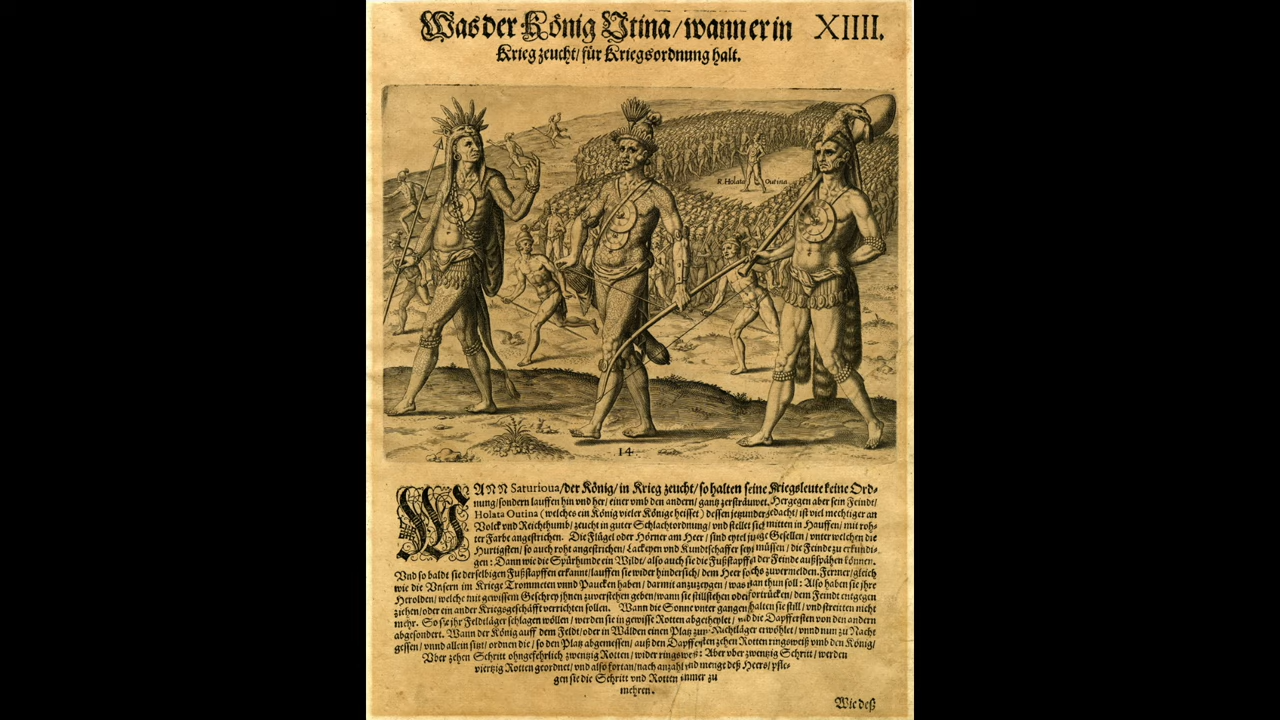 Was der König Vtina/ wann er in XIIII.
Krieg zeucht/ für Kriegsordnung halt.
R. Holata Outina
14
WANN Saturioua/ der König/ in Krieg zeucht/ so halten seine Kriegsleute keine Ord-
nung/ sondern lauffen hin vnd her/ einer vmb den andern/ gantz zersträwet. Hergegen aber sein Feindt/
Holata Outina (welches ein König vieler Könige heisset) dessen jetzunder gedacht/ ist viel mechtiger an
Volck vnd Reichthumb/ zeucht in guter Schlachtordnung/ vnd stellet sich mitten in Hauffen/ mit roh-
ter Farbe angestrichen. Die Flügel oder Hörner am Heer/ sind eytel junge Gesellen/ vnter welchen die
Hurtigsten/ so auch roht angestrichen/ Lackeyen vnd Kundtschaffer seyn müssen/ die Feinde zu erkündi-
gen: Dann wie die Spürhunde ein Wildt/ also auch sie die Fußstapffen der Feinde außspähen können.
Vnd so baldt sie derselbigen Fußstapffen erkannt/ lauffen sie wider hindersich/ dem Heer solchs zuvermelden. Ferrner/ gleich
wie die Vnsern im Kriege Trommeten vnnd Paucken haben/ darmit anzuzeygen/ was man thun soll: Also haben sie jhre
Herolden/ welche mit gewissem Geschrey jhnen zuverstehen geben/ wann sie stillstehen oder fortrücken/ dem Feindt entgegen
ziehen/ oder ein ander Kriegsgeschäfft verrichten sollen. Wann die Sonne vnter gangen/ halten sie still/ vnd streitten nicht
mehr. So sie jhr Feldtläger schlagen wöllen/ werden sie in gewisse Rotten abgetheylet/ vnd die Dapffersten von den andern
abgesondert. Wann der König auff dem Feldt/ oder in Wälden einen Platz zum Nachtläger erwöhlet/ vnnd nun zu Nacht
gessen/ vnnd allein sitzt/ ordnen die/ so den Platz abgemessen/ auß den Dapffersten zehen Rotten ringsweiß vmb den König/
Vber zehen Schritt ohngefehrlich zwentzig Rotten/ wider ringsweß: Aber vber zwentzig Schritt/ werden
viertzig Rotten geordnet/ vnd also fortan/ nach anzahl vnd menge deß Heers/ pfle-
gen sie die Schritt vnd Rotten immer zu
mehren.
Wie deß